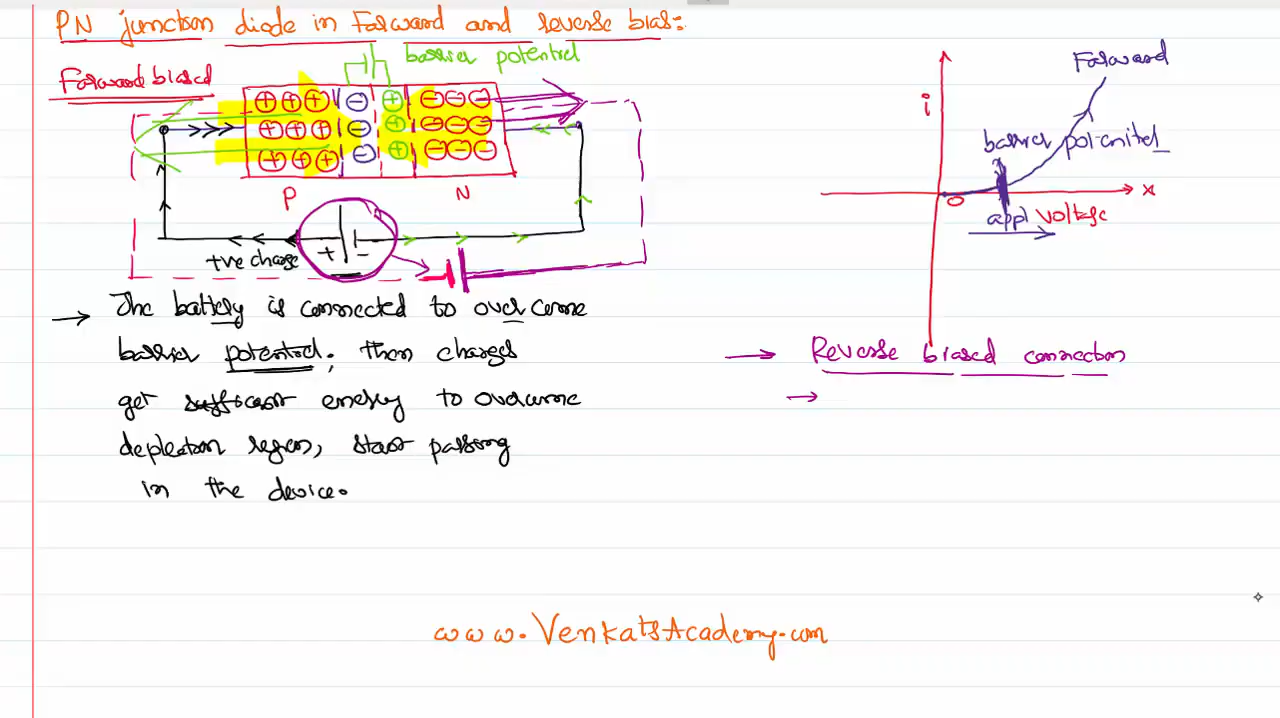 PN junction diode in Forward and reverse bias:
barrier potential
Forward biased
P
N
+
-
+ve charge
Forward
i
barrier potenital
0
x
appl voltage
→ The battery is connected to overcome
barrier potential. Then charges
get sufficient energy to overcome
depletion region, start passing
in the device.
→ Reverse biased connection
→
www.VenkatsAcademy.com